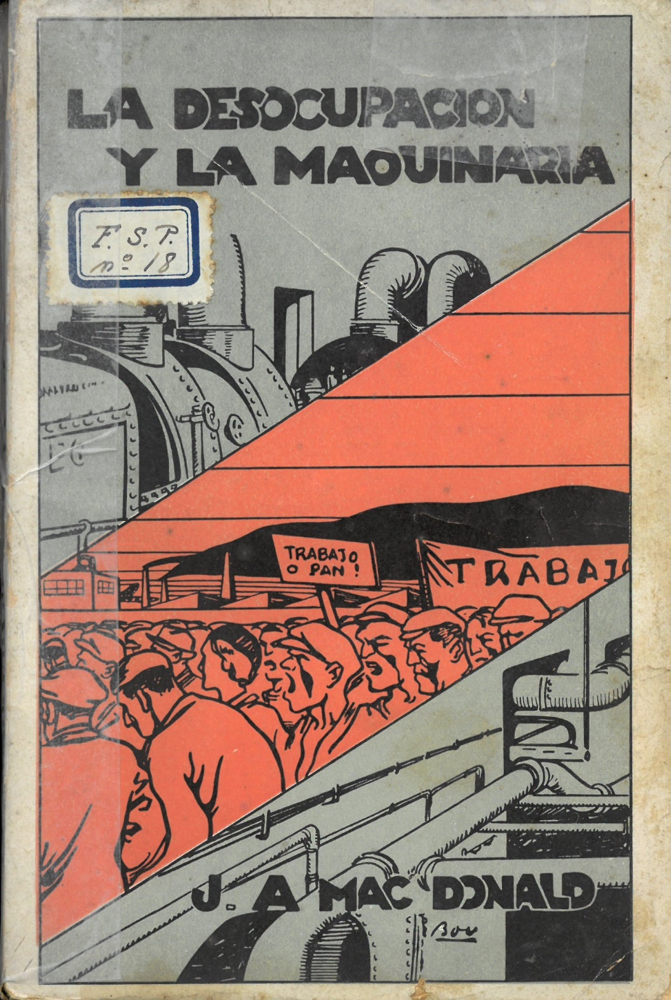 LA DESOCUPACION
Y LA MAQUINARIA
F. S. P.
nº 18
TRABAJO
O PAN!
TRABAJO
J. A MAC DONALD
Bou